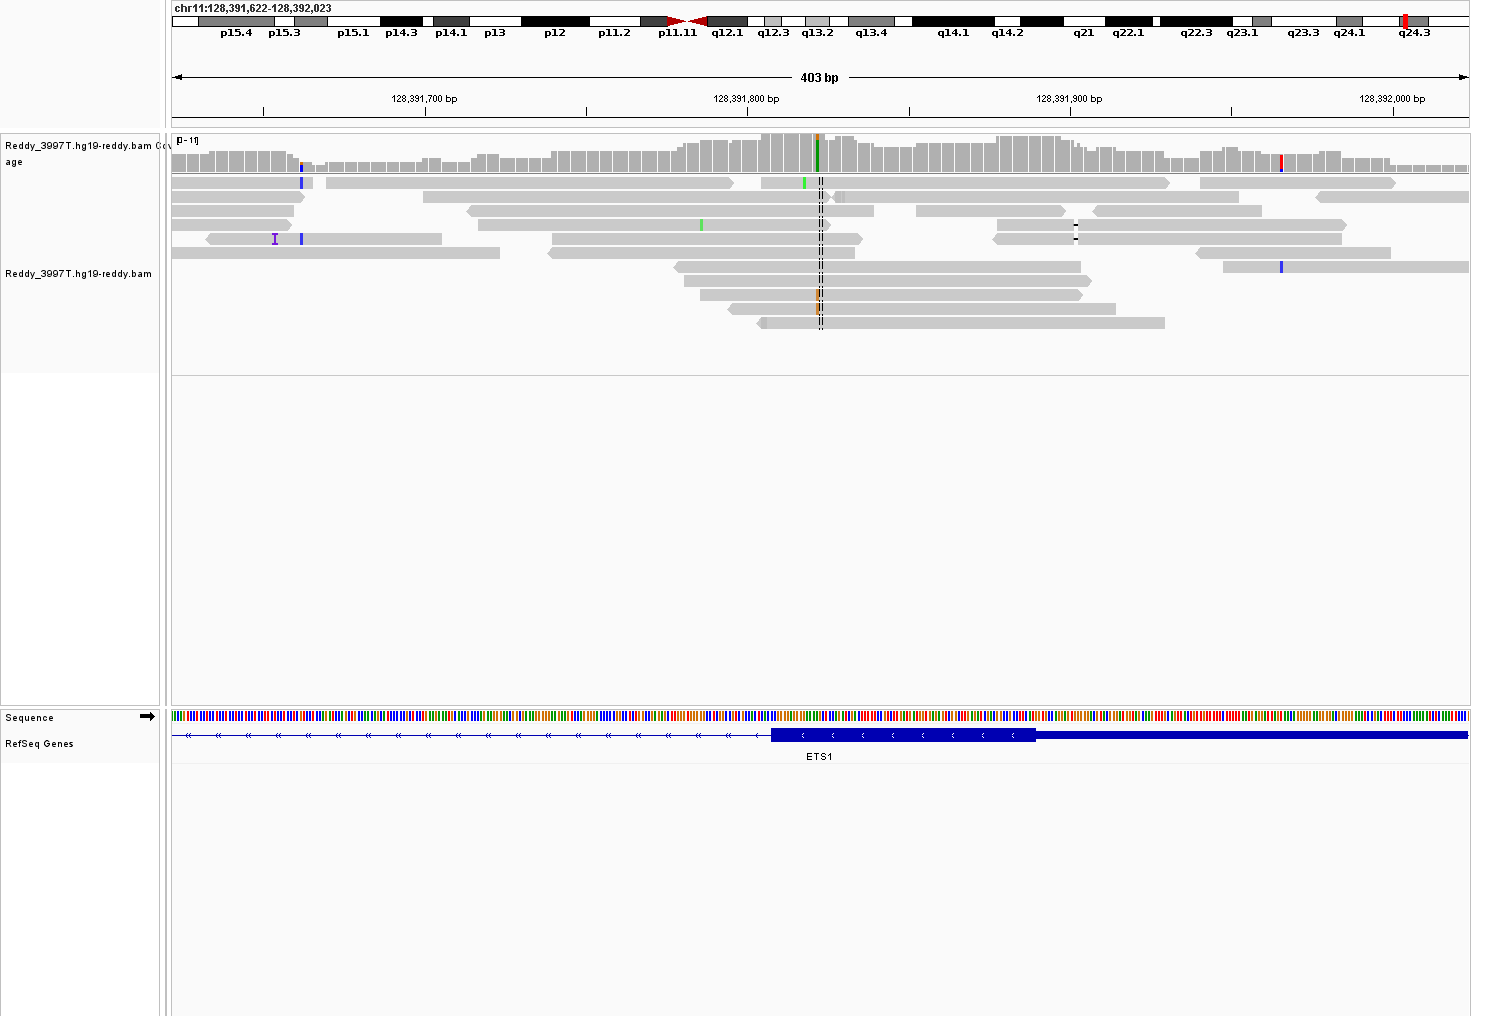 chr11:128,391,622-128,392,023
p15.4 p15.3 p15.1 p14.3 p14.1 p13 p12 p11.2 p11.11 q12.1 q12.3 q13.2 q13.4 q14.1 q14.2 q21 q22.1 q22.3 q23.1 q23.3 q24.1 q24.3
403 bp
128,391,700 bp 128,391,800 bp 128,391,900 bp 128,392,000 bp
Reddy_3997T.hg19-reddy.bam Cov
age
[0 - 11]
Reddy_3997T.hg19-reddy.bam
Sequence
RefSeq Genes
ETS1